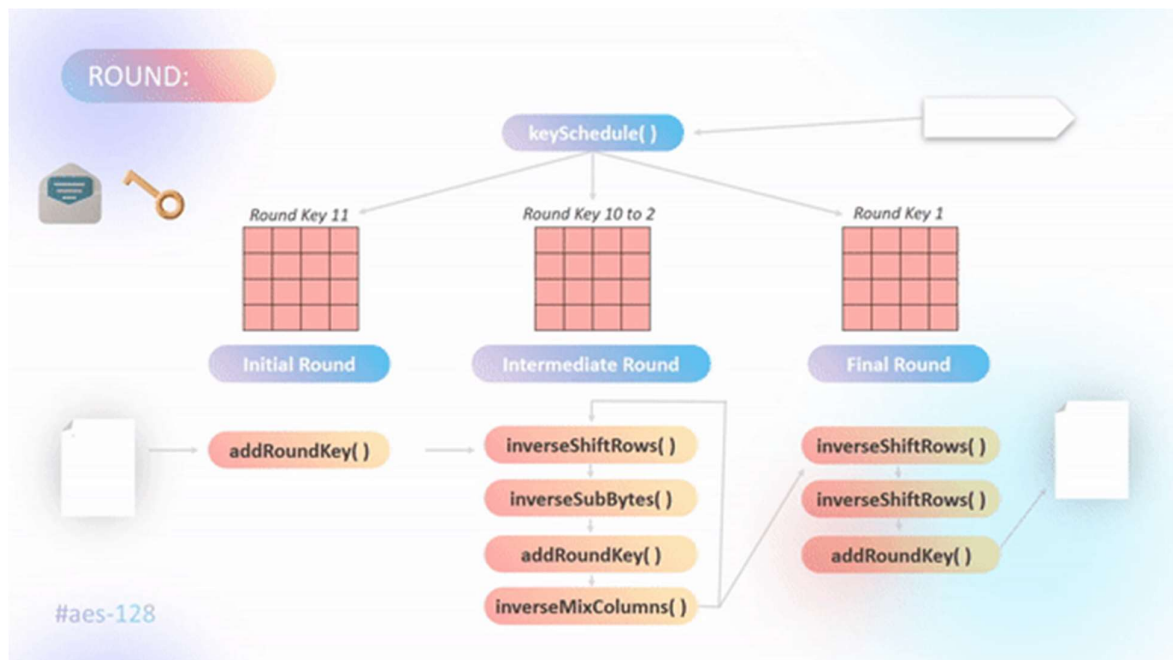 ROUND:
keySchedule( )
Round Key 11
Round Key 10 to 2
Round Key 1
Initial Round
Intermediate Round
Final Round
addRoundKey( )
inverseShiftRows( )
inverseSubBytes( )
addRoundKey( )
inverseMixColumns( )
inverseShiftRows( )
inverseShiftRows( )
addRoundKey( )
#aes-128